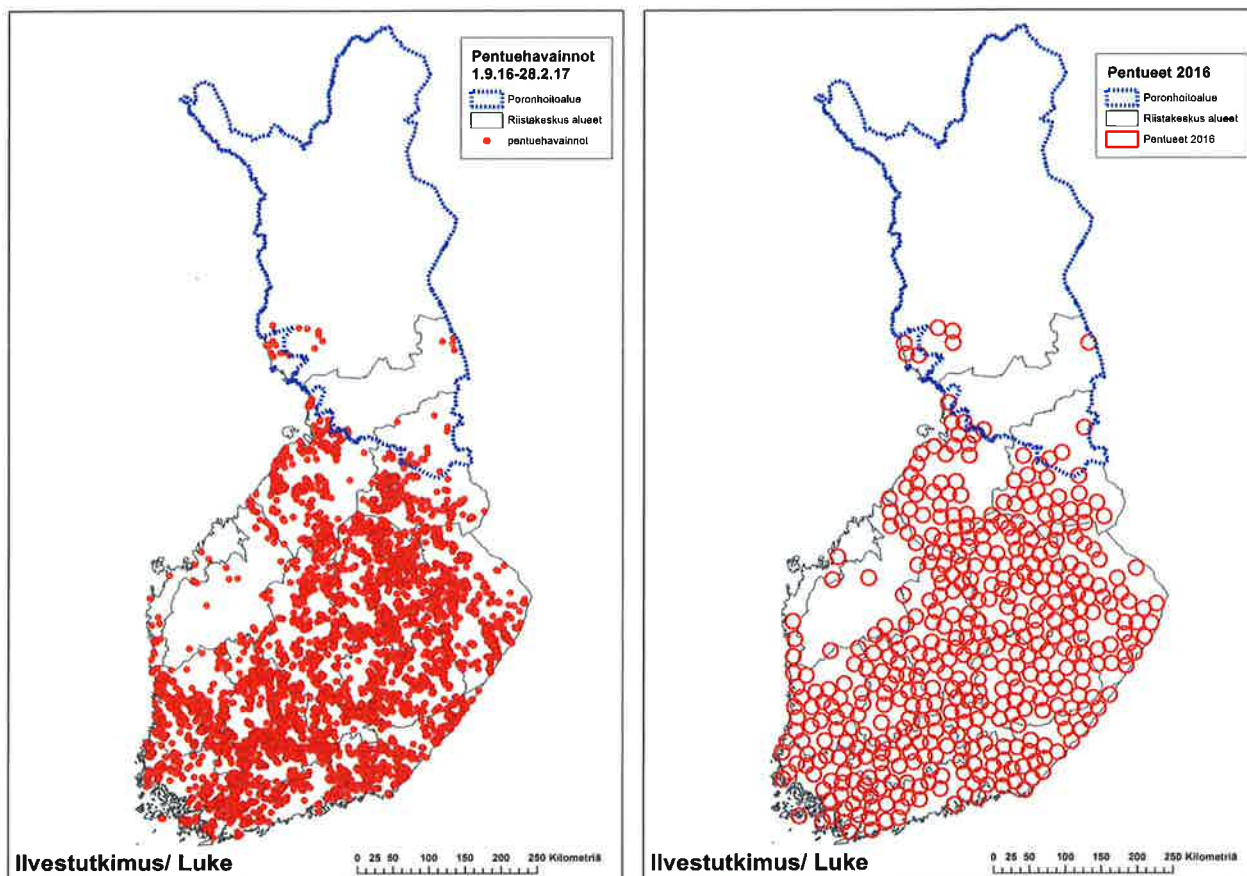 Pentuehavainnot
1.9.16-28.2.17
Poronhoitoalue
Riistakeskus alueet
pentuehavainnot
Ilvestutkimus/ Luke
0 25 50 100 150 200 250 Kilometriä
Pentueet 2016
Poronhoitoalue
Riistakeskus alueet
Pentueet 2016
Ilvestutkimus/ Luke
0 25 50 100 150 200 250 Kilometriä